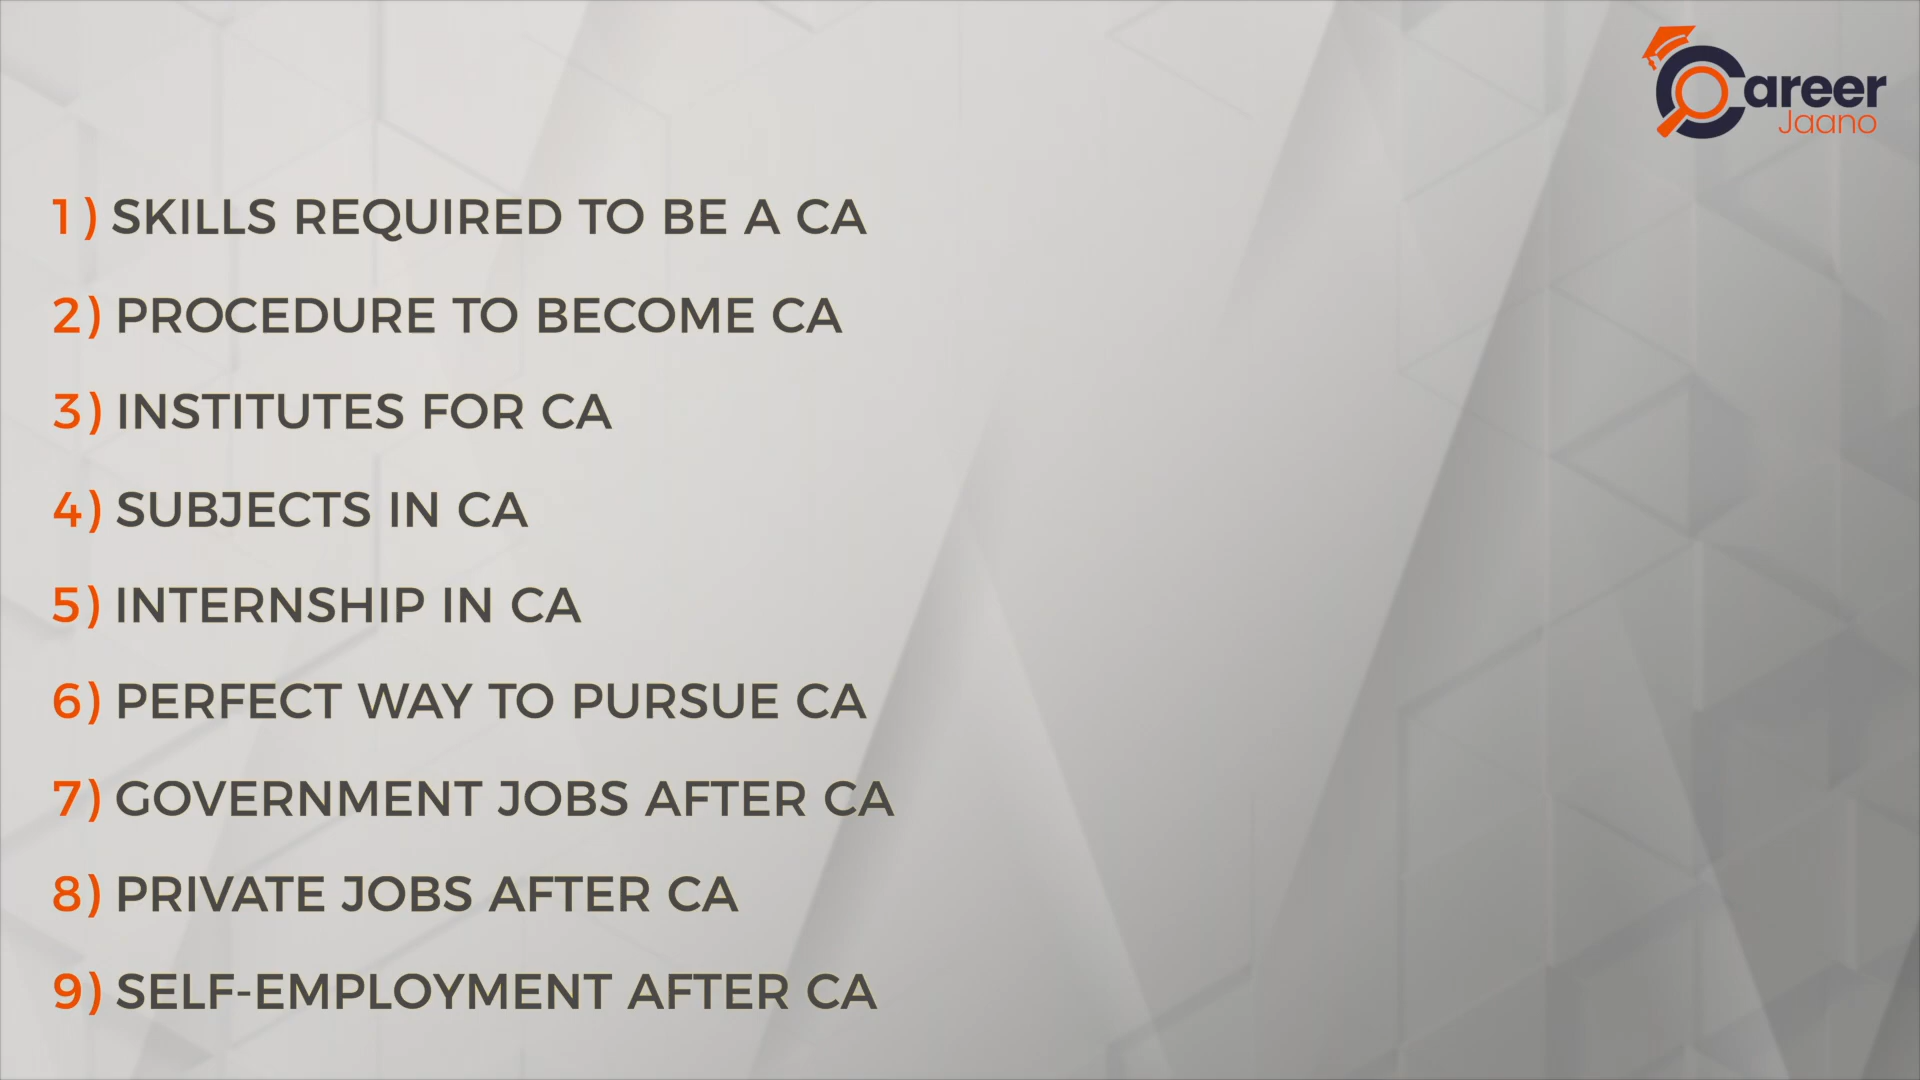 Career
Jaano
1) SKILLS REQUIRED TO BE A CA
2) PROCEDURE TO BECOME CA
3) INSTITUTES FOR CA
4) SUBJECTS IN CA
5) INTERNSHIP IN CA
6) PERFECT WAY TO PURSUE CA
7) GOVERNMENT JOBS AFTER CA
8) PRIVATE JOBS AFTER CA
9) SELF-EMPLOYMENT AFTER CA